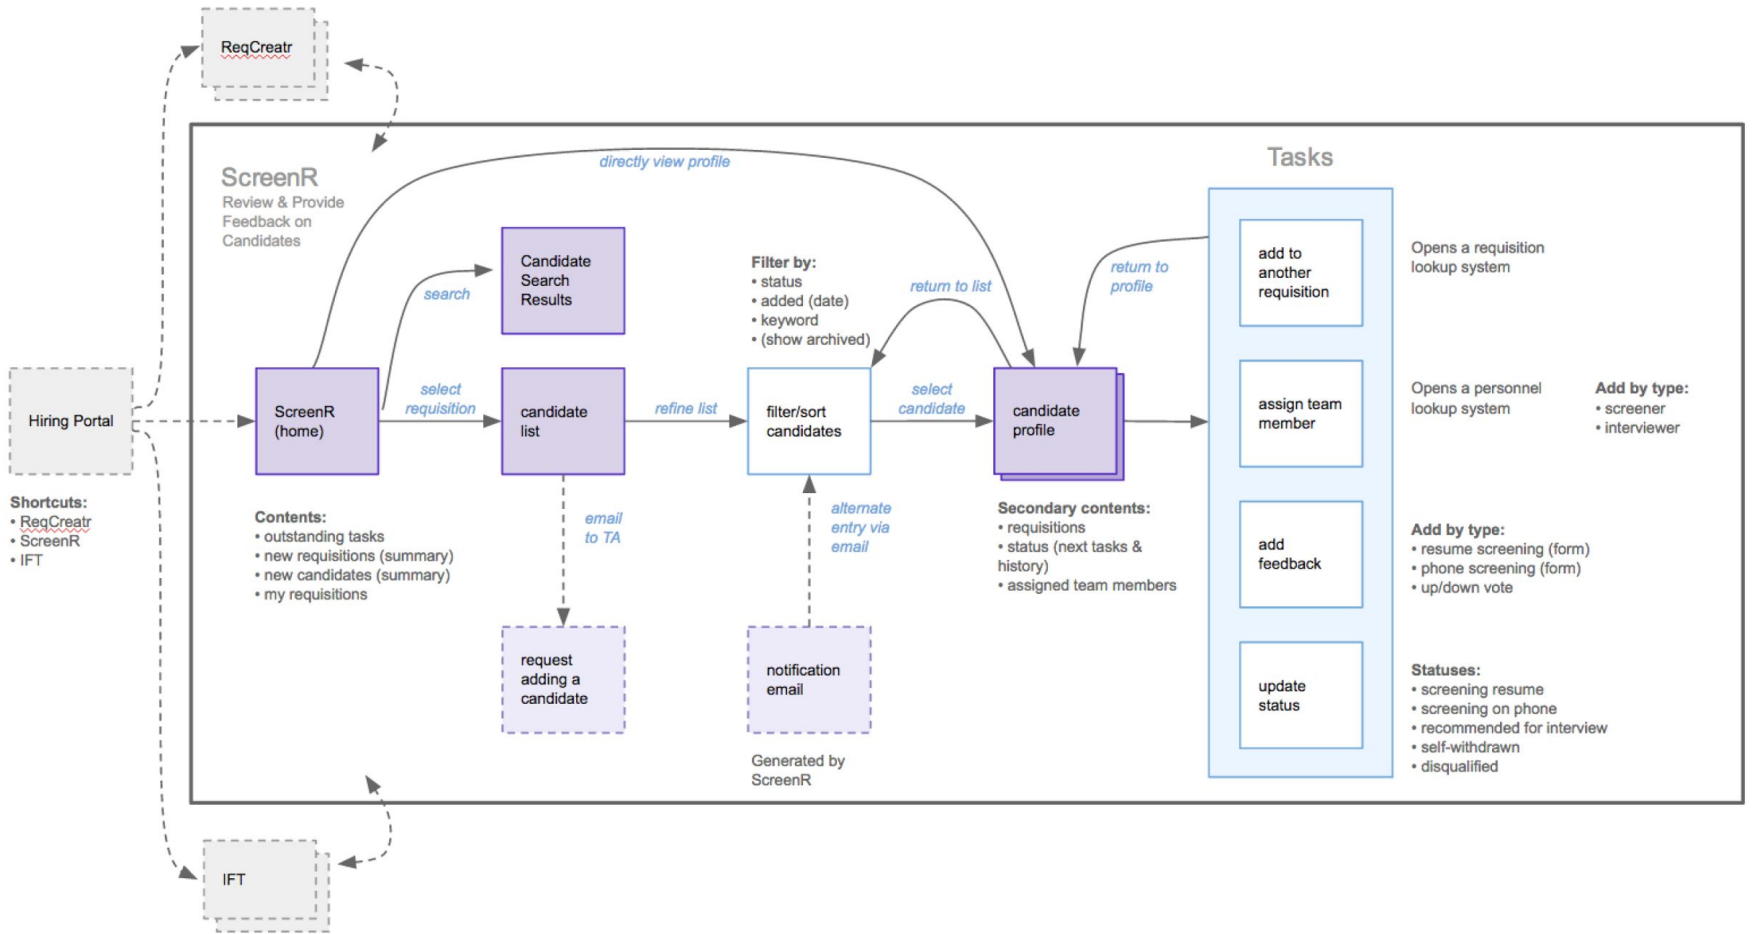 ReqCreatr
ScreenR
Review & Provide
Feedback on
Candidates
directly view profile
Tasks
Candidate
Search
Results
search
Filter by:
• status
• added (date)
• keyword
• (show archived)
return to list
return to
profile
add to
another
requisition
Opens a requisition
lookup system
Hiring Portal
Shortcuts:
• ReqCreatr
• ScreenR
• IFT
ScreenR
(home)
select
requisition
candidate
list
refine list
filter/sort
candidates
select
candidate
candidate
profile
assign team
member
Opens a personnel
lookup system
Add by type:
• screener
• interviewer
Contents:
• outstanding tasks
• new requisitions (summary)
• new candidates (summary)
• my requisitions
email
to TA
alternate
entry via
email
Secondary contents:
• requisitions
• status (next tasks &
history)
• assigned team members
add
feedback
Add by type:
• resume screening (form)
• phone screening (form)
• up/down vote
request
adding a
candidate
notification
email
Generated by
ScreenR
update
status
Statuses:
• screening resume
• screening on phone
• recommended for interview
• self-withdrawn
• disqualified
IFT